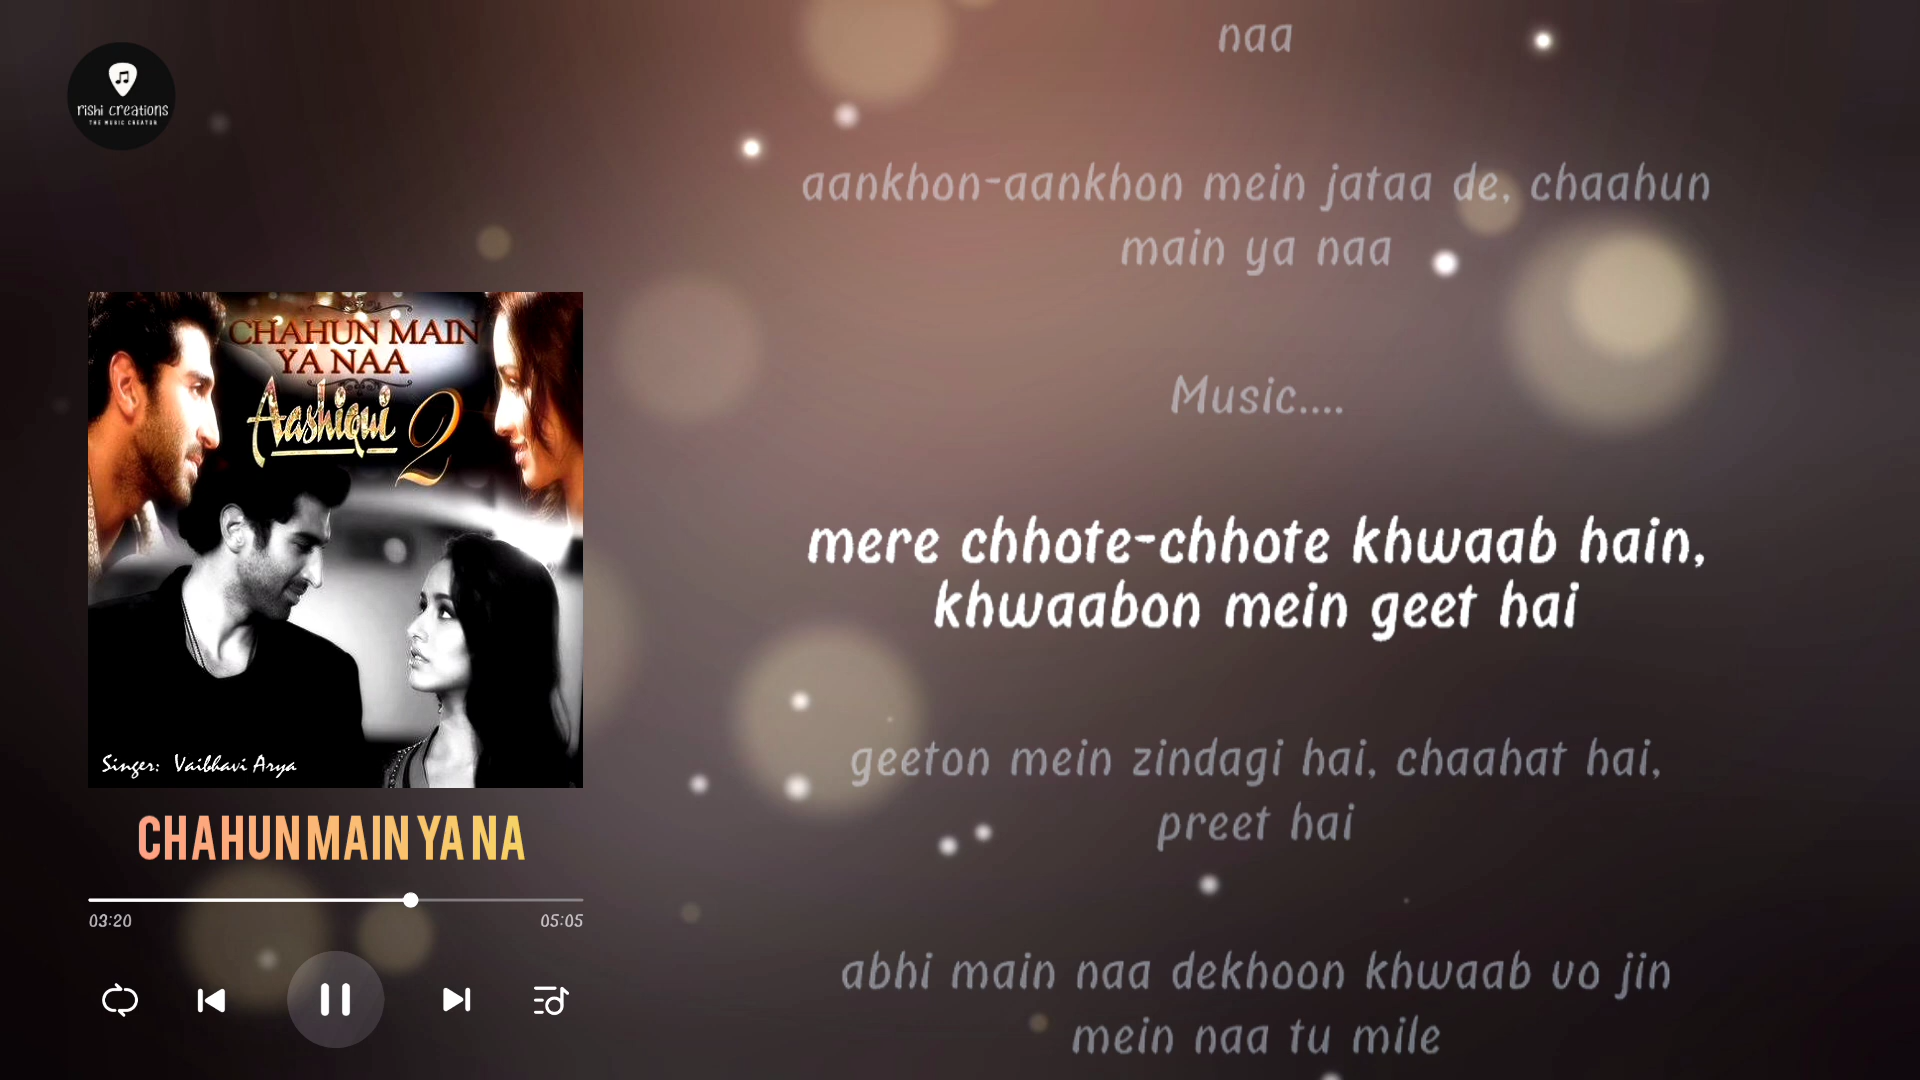 rishi creations
THE MUSIC CREATOR
CHAHUN MAIN
YA NAA
Aashiqui 2
Singer: Vaibhavi Arya
CHAHUN MAIN YA NA
03:20
05:05
naa
aankhon-aankhon mein jataa de, chaahun
main ya naa
Music....
mere chhote-chhote khwaab hain,
khwaabon mein geet hai
geeton mein zindagi hai, chaahat hai,
preet hai
abhi main naa dekhoon khwaab vo jin
mein naa tu mile